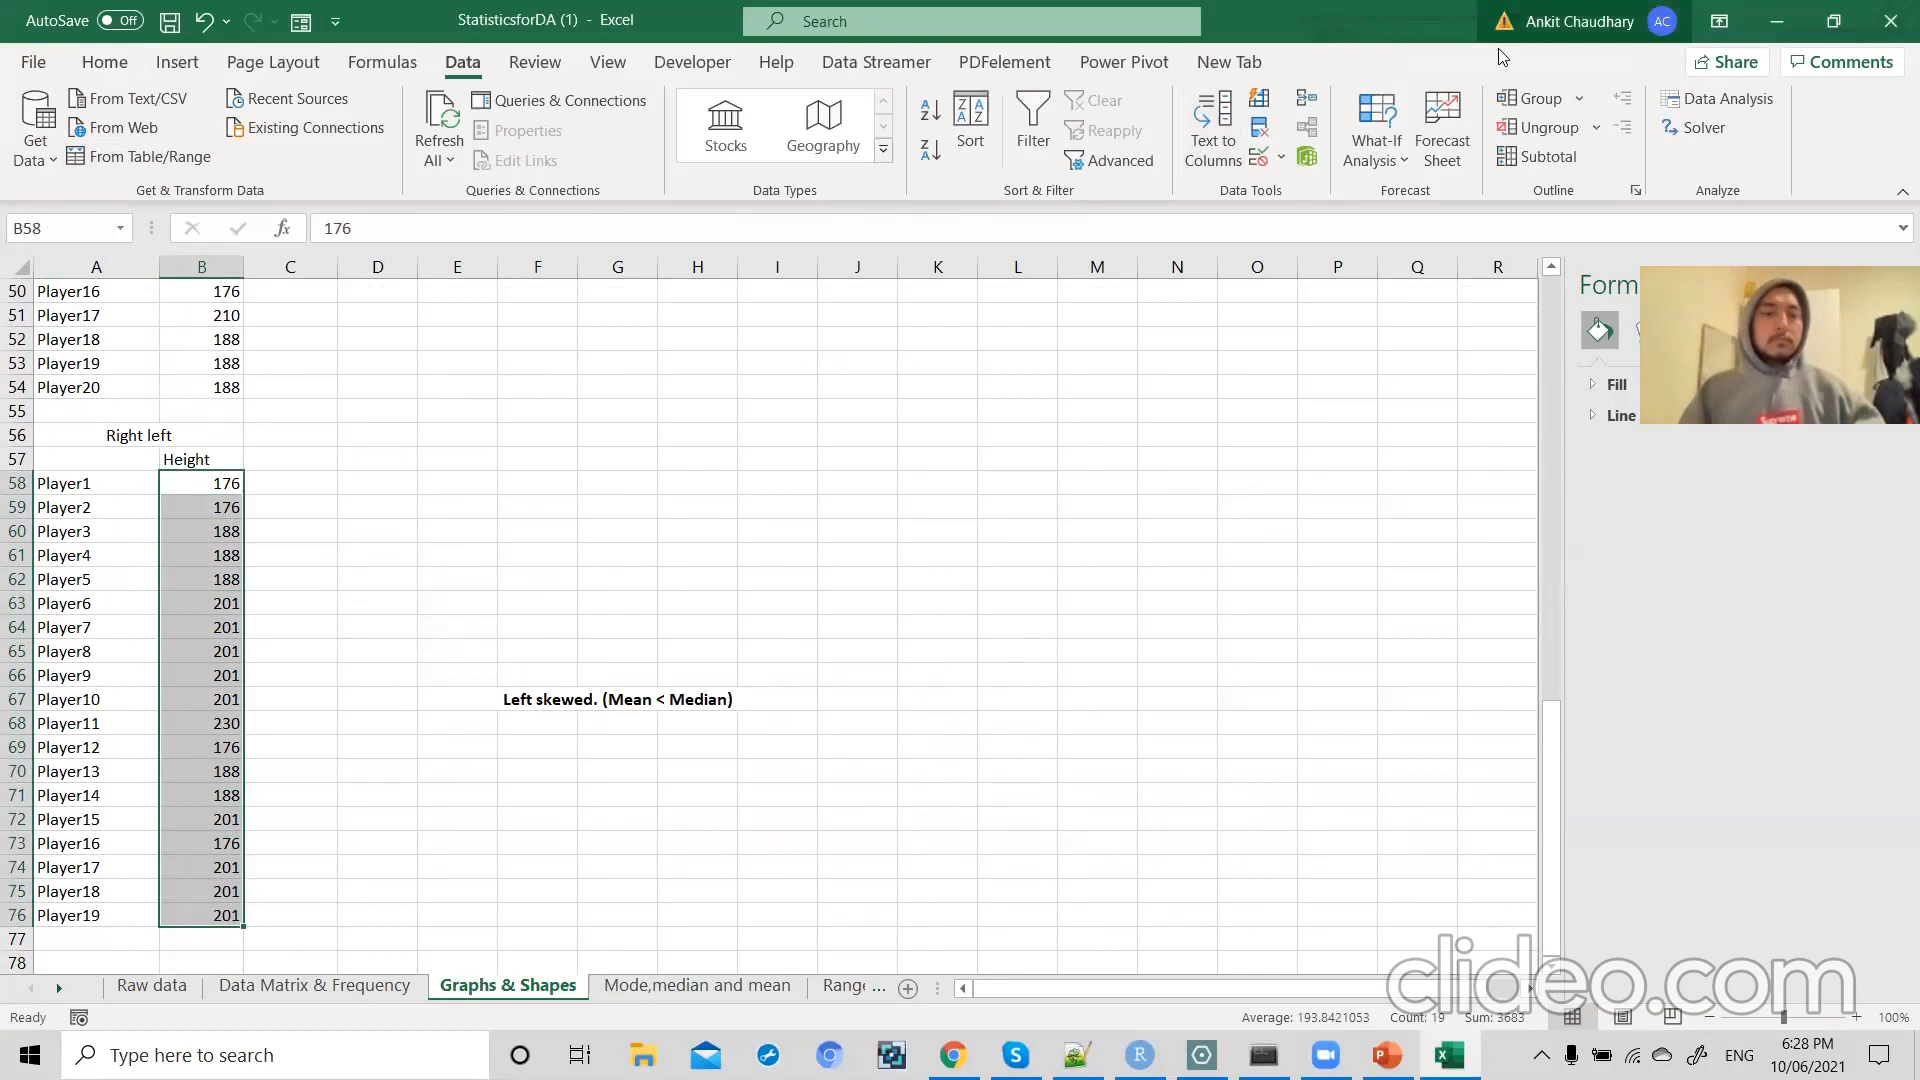 AutoSave Off
StatisticsforDA (1) - Excel
Search
Ankit Chaudhary AC
File Home Insert Page Layout Formulas Data Review View Developer Help Data Streamer PDFelement Power Pivot New Tab
Share Comments
Get Data
From Text/CSV
From Web
From Table/Range
Recent Sources
Existing Connections
Get & Transform Data
Refresh All
Queries & Connections
Properties
Edit Links
Queries & Connections
Stocks
Geography
Data Types
Sort
Filter
Clear
Reapply
Advanced
Sort & Filter
Text to Columns
Data Tools
What-If Analysis
Forecast Sheet
Forecast
Group
Ungroup
Subtotal
Outline
Data Analysis
Solver
Analyze
B58 fx 176
A B C D E F G H I J K L M N O P Q R
50 Player16 176
51 Player17 210
52 Player18 188
53 Player19 188
54 Player20 188
55
56 Right left
57 Height
58 Player1 176
59 Player2 176
60 Player3 188
61 Player4 188
62 Player5 188
63 Player6 201
64 Player7 201
65 Player8 201
66 Player9 201
67 Player10 201 Left skewed. (Mean < Median)
68 Player11 230
69 Player12 176
70 Player13 188
71 Player14 188
72 Player15 201
73 Player16 176
74 Player17 201
75 Player18 201
76 Player19 201
77
78
Form
Fill
Line
Supreme
clideo.com
Raw data Data Matrix & Frequency Graphs & Shapes Mode,median and mean Range ...
Ready Average: 193.8421053 Count: 19 Sum: 3683 100%
Type here to search
ENG
6:28 PM
10/06/2021